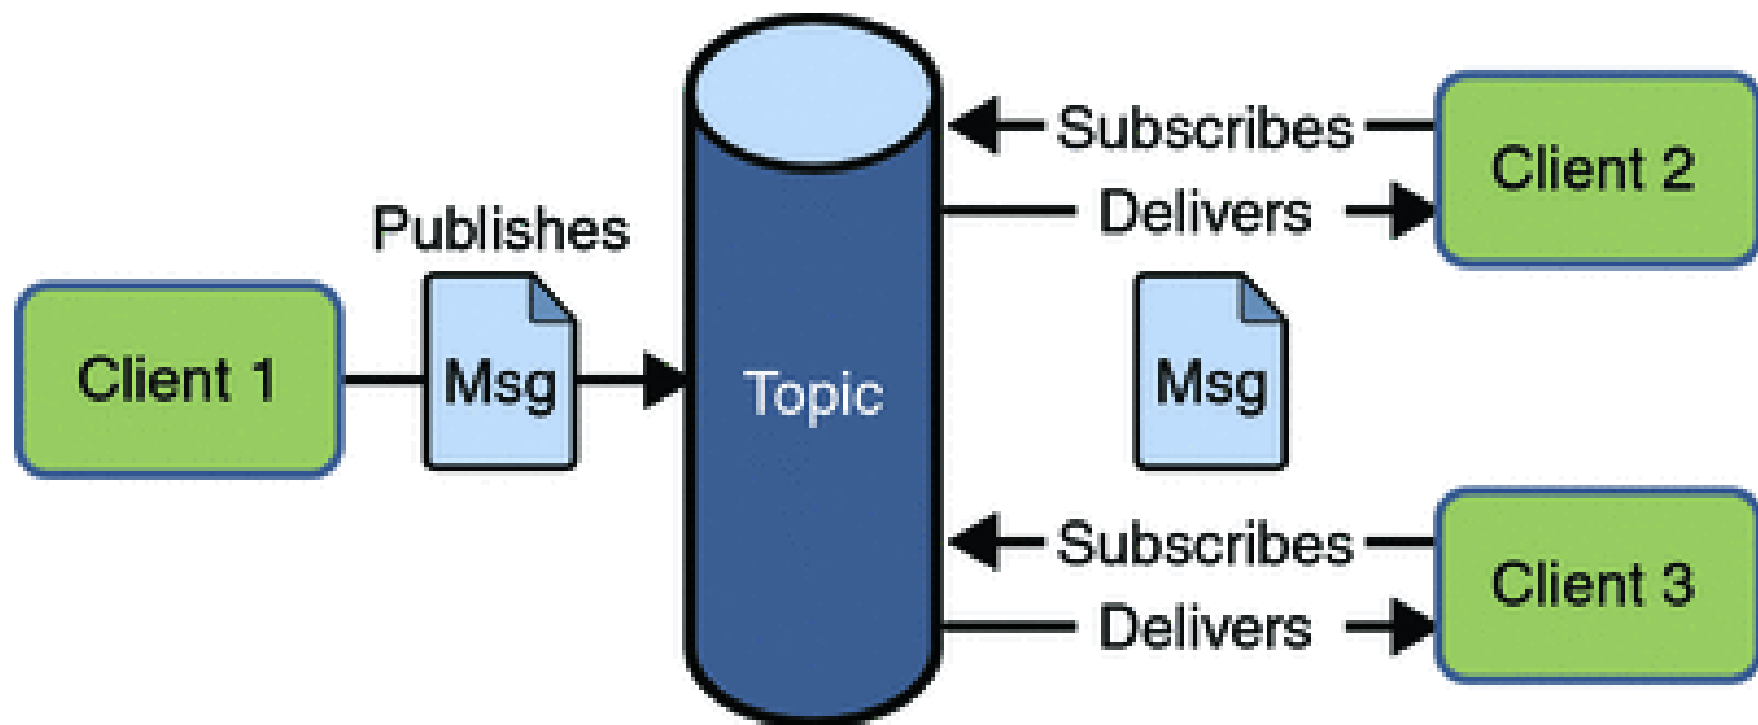 Publishes
Client 1
Msg
Topic
Subscribes
Delivers
Client 2
Msg
Subscribes
Delivers
Client 3